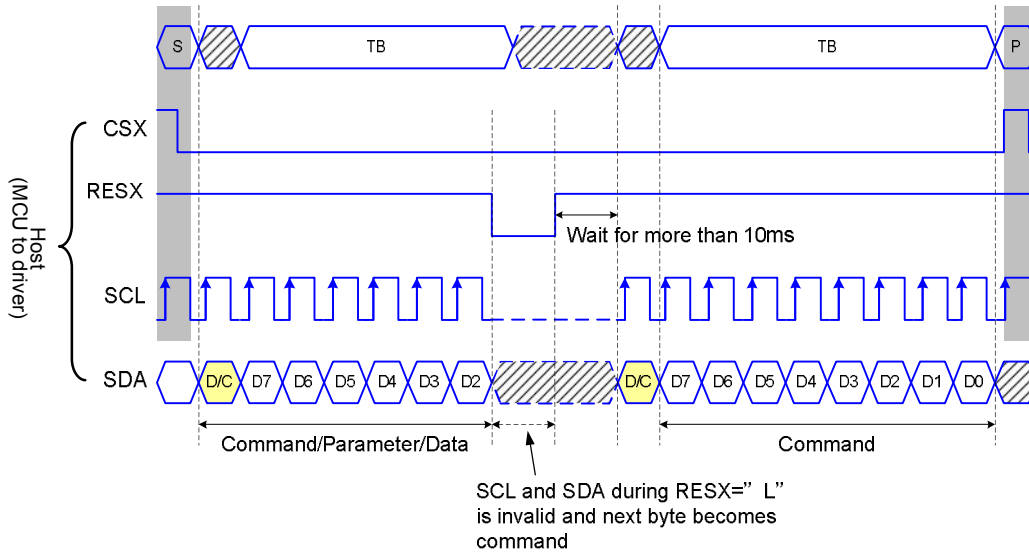 S TB TB P
CSX
RESX
Wait for more than 10ms
Host
(MCU to driver)
SCL
SDA D/C D7 D6 D5 D4 D3 D2 D/C D7 D6 D5 D4 D3 D2 D1 D0
Command/Parameter/Data Command
SCL and SDA during RESX=” L”
is invalid and next byte becomes
command